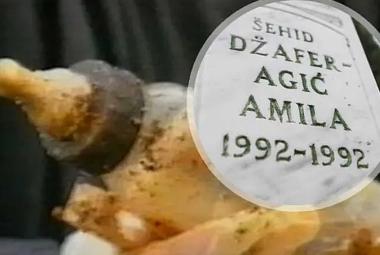 ŠEHID
DŽAFER-
AGIĆ
AMILA
1992-1992